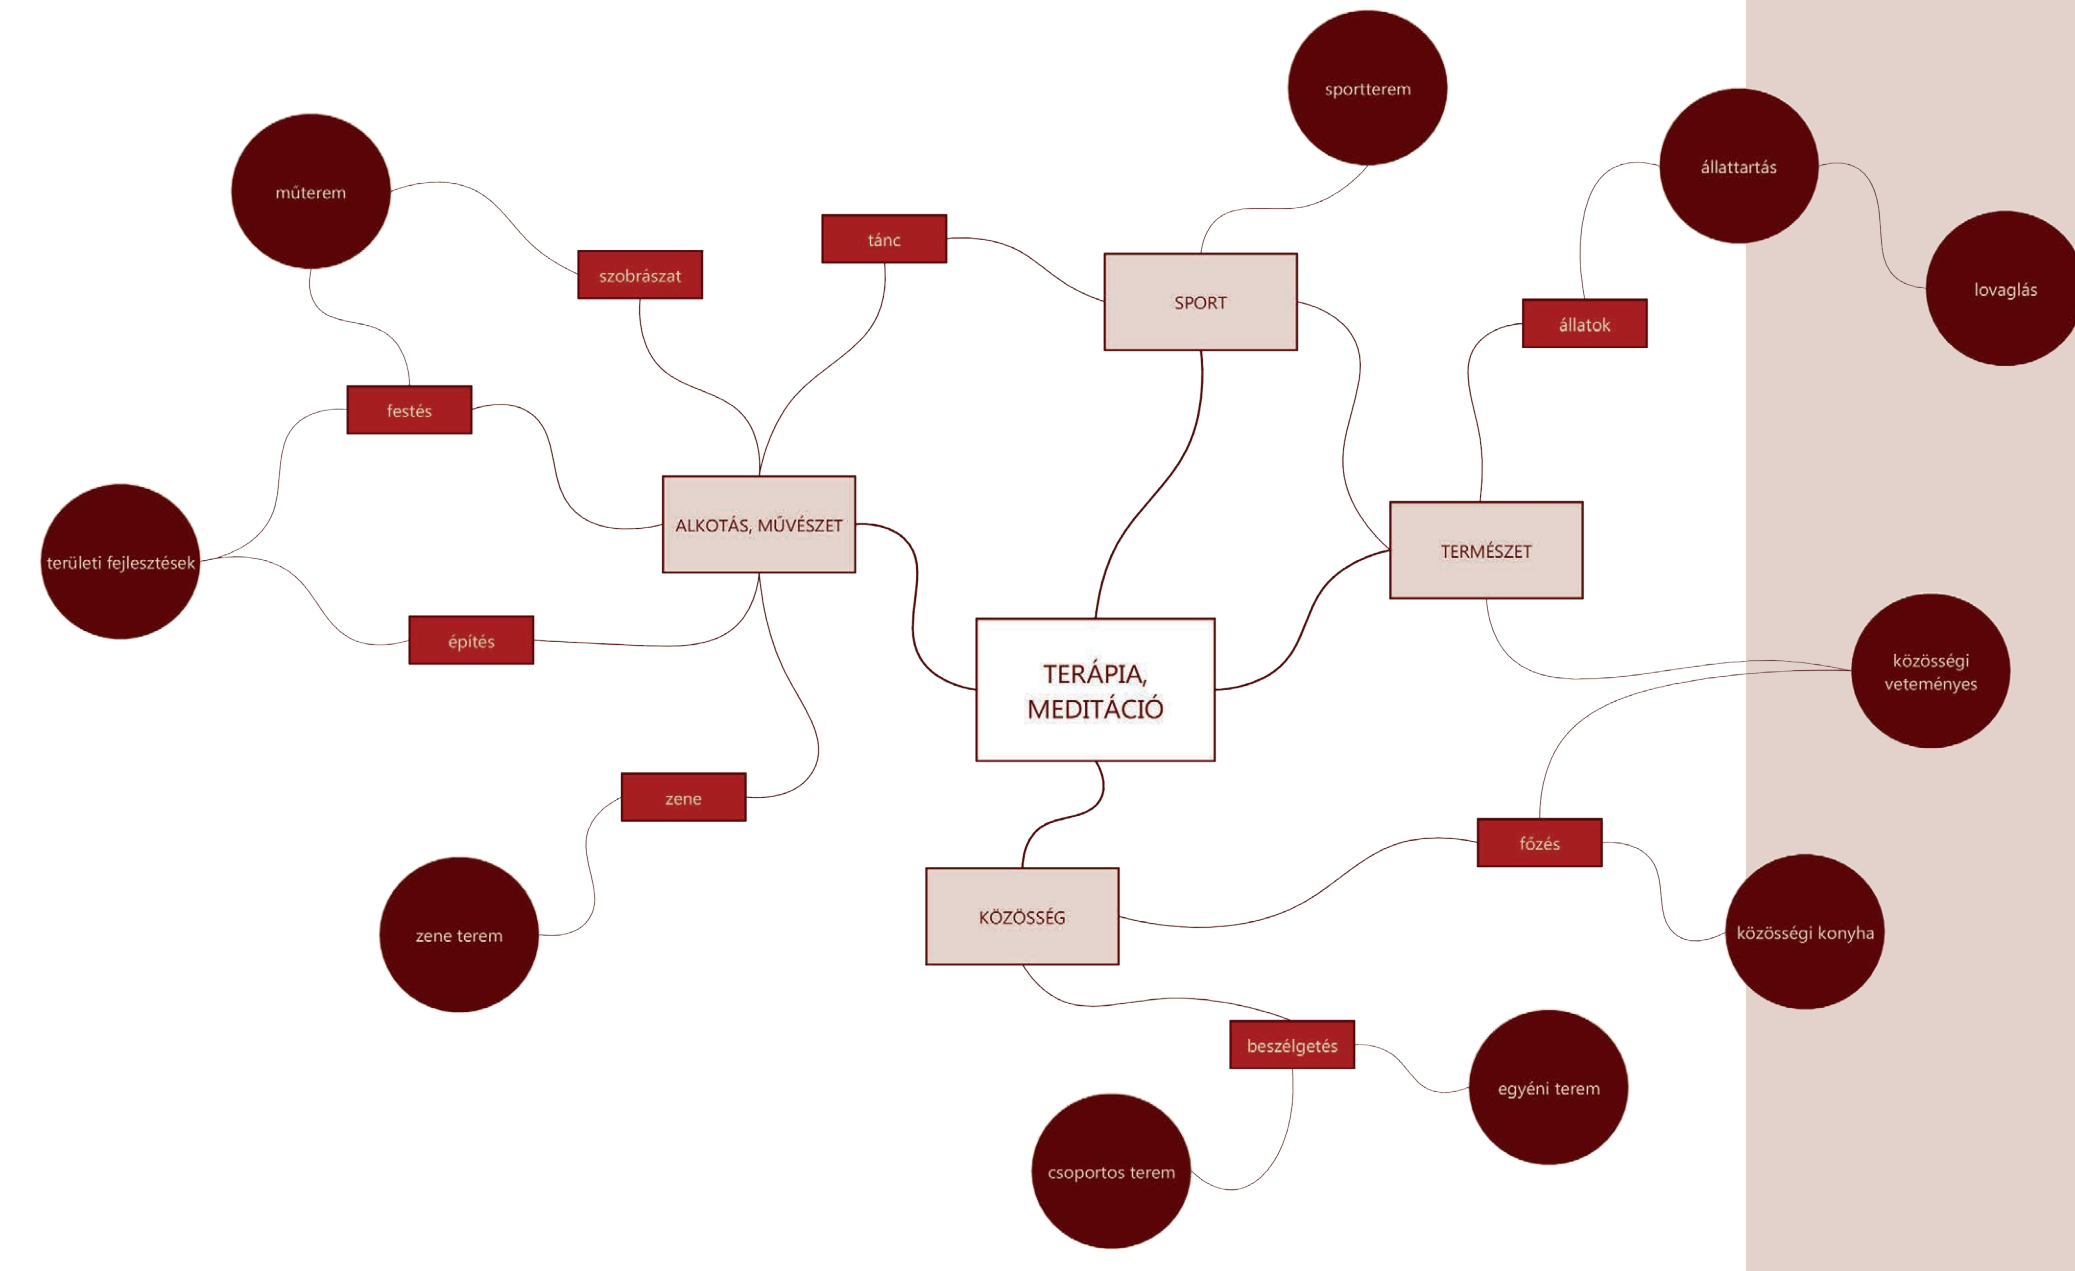 sportterem
állattartás
műterem
tánc
szobrászat
lovaglás
SPORT
állatok
festés
ALKOTÁS, MŰVÉSZET
TERMÉSZET
területi fejlesztések
építés
TERÁPIA,
MEDITÁCIÓ
közösségi
veteményes
zene
főzés
KÖZÖSSÉG
zene terem
közösségi konyha
beszélgetés
egyéni terem
csoportos terem